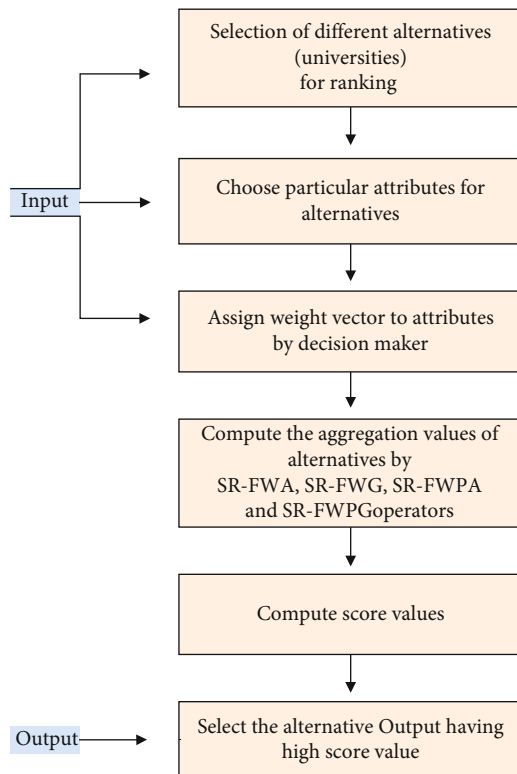 Selection of different alternatives
(universities)
for ranking
Input
Choose particular attributes for
alternatives
Assign weight vector to attributes
by decision maker
Compute the aggregation values of
alternatives by
SR-FWA, SR-FWG, SR-FWPA
and SR-FWPGoperators
Compute score values
Output
Select the alternative Output having
high score value